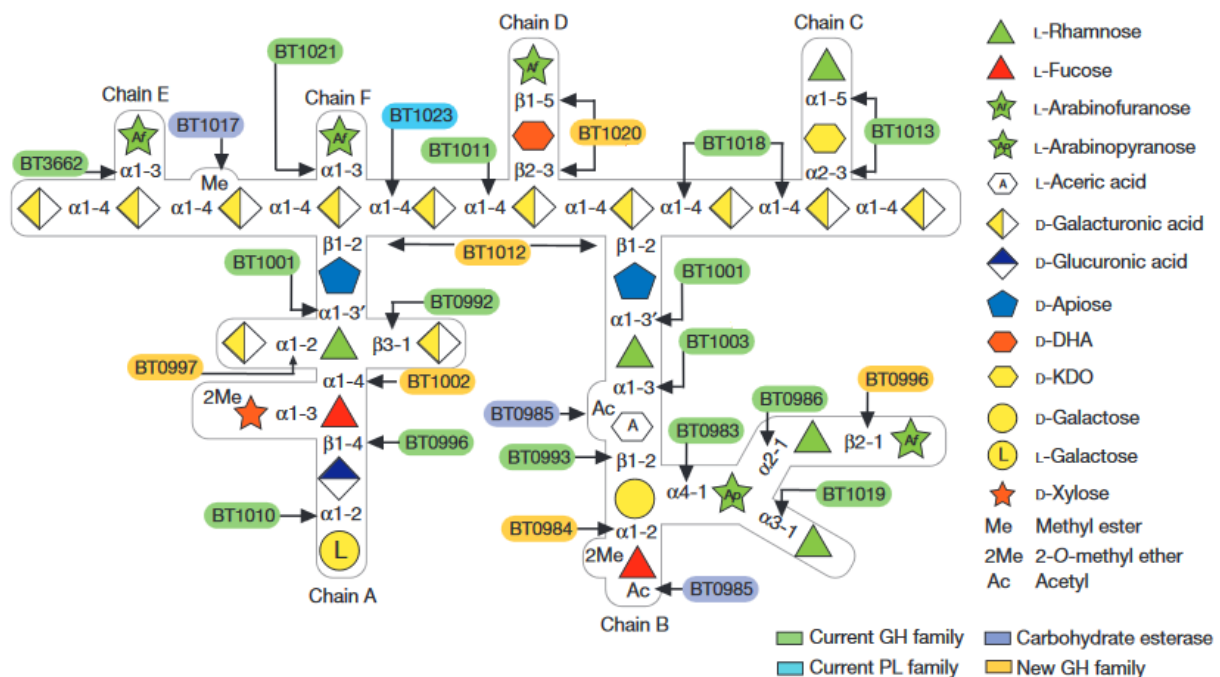 Chain D
Chain C
BT1021
Chain E
Chain F
Af
β1-5
α1-5
BT1017
BT1023
BT1020
BT1013
Af
Af
BT1011
BT1018
BT3662
α1-3
Me
α1-3
β2-3
α2-3
α1-4 α1-4 α1-4 α1-4 α1-4 α1-4 α1-4 α1-4 α1-4
β1-2
BT1012
β1-2
BT1001
BT0992
BT1001
α1-3′
α1-3′
α1-2
β3-1
BT1003
BT0997
α1-4
BT1002
α1-3
BT0996
2Me
α1-3
BT0985
Ac
A
BT0986
BT0983
β1-4
BT0996
BT0993
β1-2
α2-1
β2-1
Af
α4-1
Ap
BT1019
BT1010
α1-2
BT0984
α1-2
α3-1
L
2Me
Chain A
Ac
BT0985
Chain B
L-Rhamnose
L-Fucose
Af L-Arabinofuranose
Ap L-Arabinopyranose
A L-Aceric acid
D-Galacturonic acid
D-Glucuronic acid
D-Apiose
D-DHA
D-KDO
D-Galactose
L L-Galactose
D-Xylose
Me Methyl ester
2Me 2-O-methyl ether
Ac Acetyl
Current GH family
Carbohydrate esterase
Current PL family
New GH family